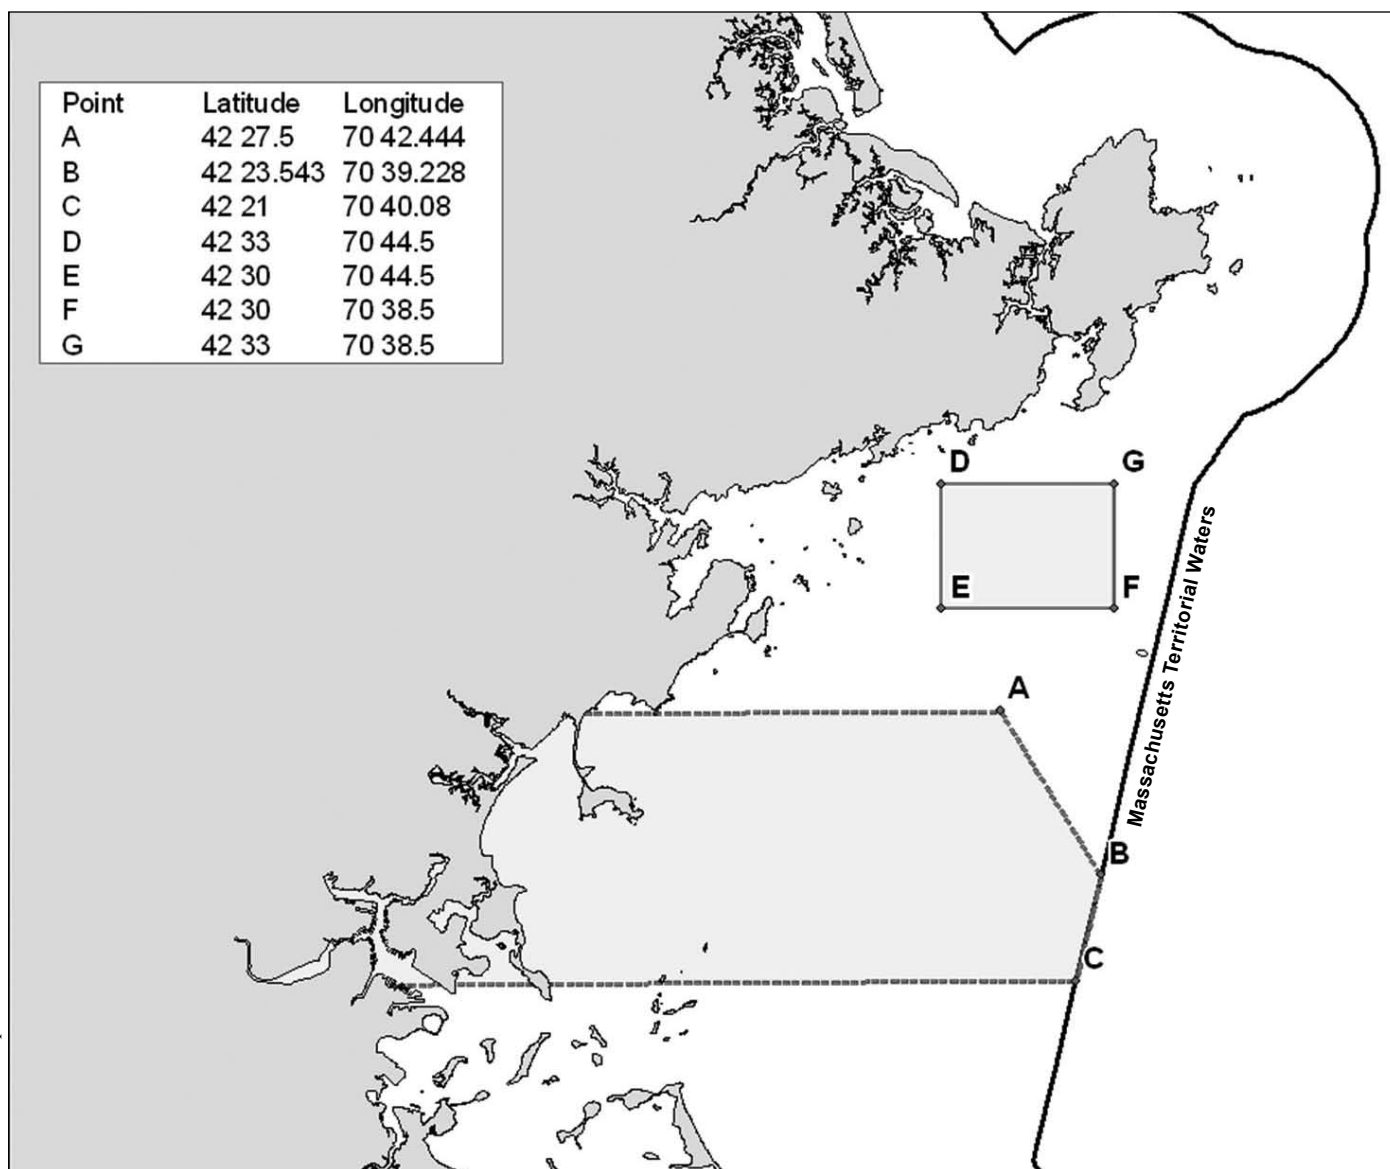 Point Latitude Longitude
A 42 27.5 70 42.444
B 42 23.543 70 39.228
C 42 21 70 40.08
D 42 33 70 44.5
E 42 30 70 44.5
F 42 30 70 38.5
G 42 33 70 38.5
D
G
E
F
A
Massachusetts Territorial Waters
B
C